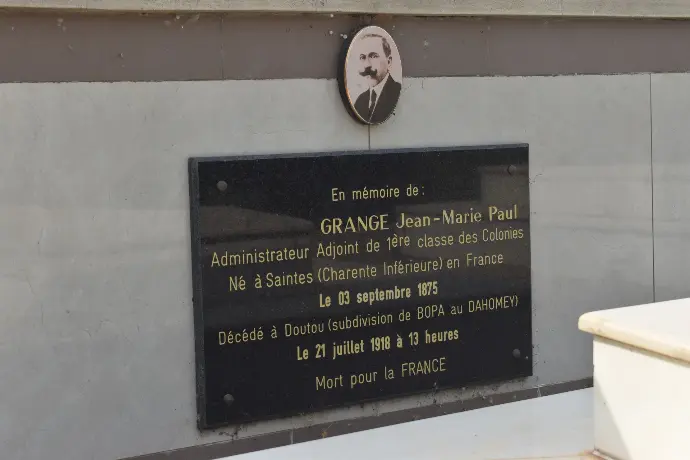 En mémoire de :
GRANGE Jean-Marie Paul
Administrateur Adjoint de 1ère classe des Colonies
Né à Saintes (Charente Inférieure) en France
Le 03 septembre 1875
Décédé à Doutou (subdivision de BOPA au DAHOMEY)
Le 21 juillet 1918 à 13 heures
Mort pour la FRANCE